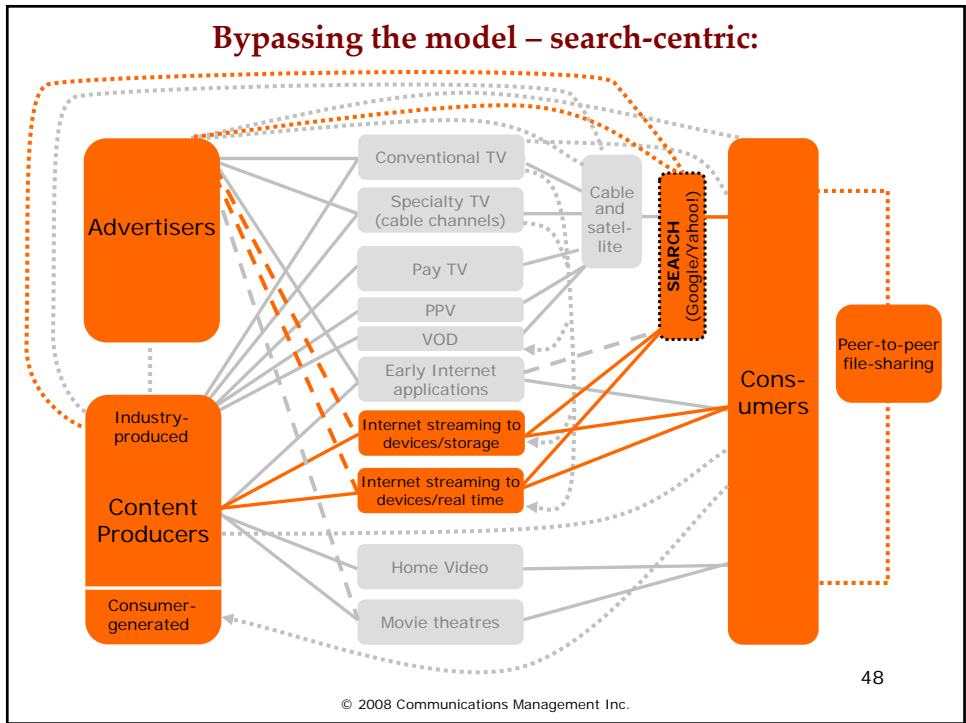 Bypassing the model – search-centric:
Advertisers
Industry-
produced
Content
Producers
Consumer-
generated
Conventional TV
Specialty TV
(cable channels)
Pay TV
PPV
VOD
Early Internet
applications
Internet streaming to
devices/storage
Internet streaming to
devices/real time
Home Video
Movie theatres
Cable
and
satel-
lite
SEARCH
(Google/Yahoo!)
Cons-
umers
Peer-to-peer
file-sharing
48
© 2008 Communications Management Inc.